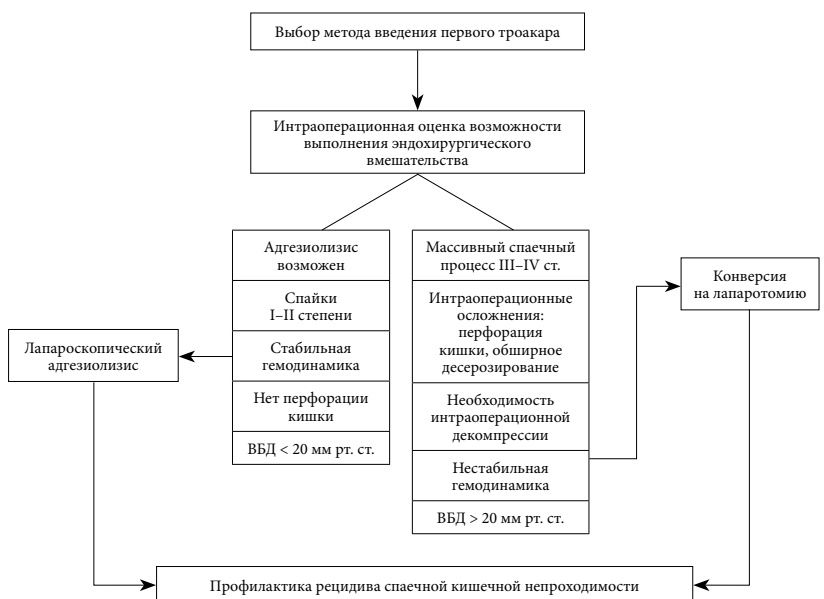 Выбор метода введения первого троакара
Интраоперационная оценка возможности
выполнения эндохирургического
вмешательства
Адгезиолизис
возможен
Спайки
I–II степени
Стабильная
гемодинамика
Нет перфорации
кишки
ВБД < 20 мм рт. ст.
Массивный спаечный
процесс III–IV ст.
Интраоперационные
осложнения:
перфорация
кишки, обширное
десерозирование
Необходимость
интраоперационной
декомпрессии
Нестабильная
гемодинамика
ВБД > 20 мм рт. ст.
Лапароскопический
адгезиолизис
Конверсия
на лапаротомию
Профилактика рецидива спаечной кишечной непроходимости